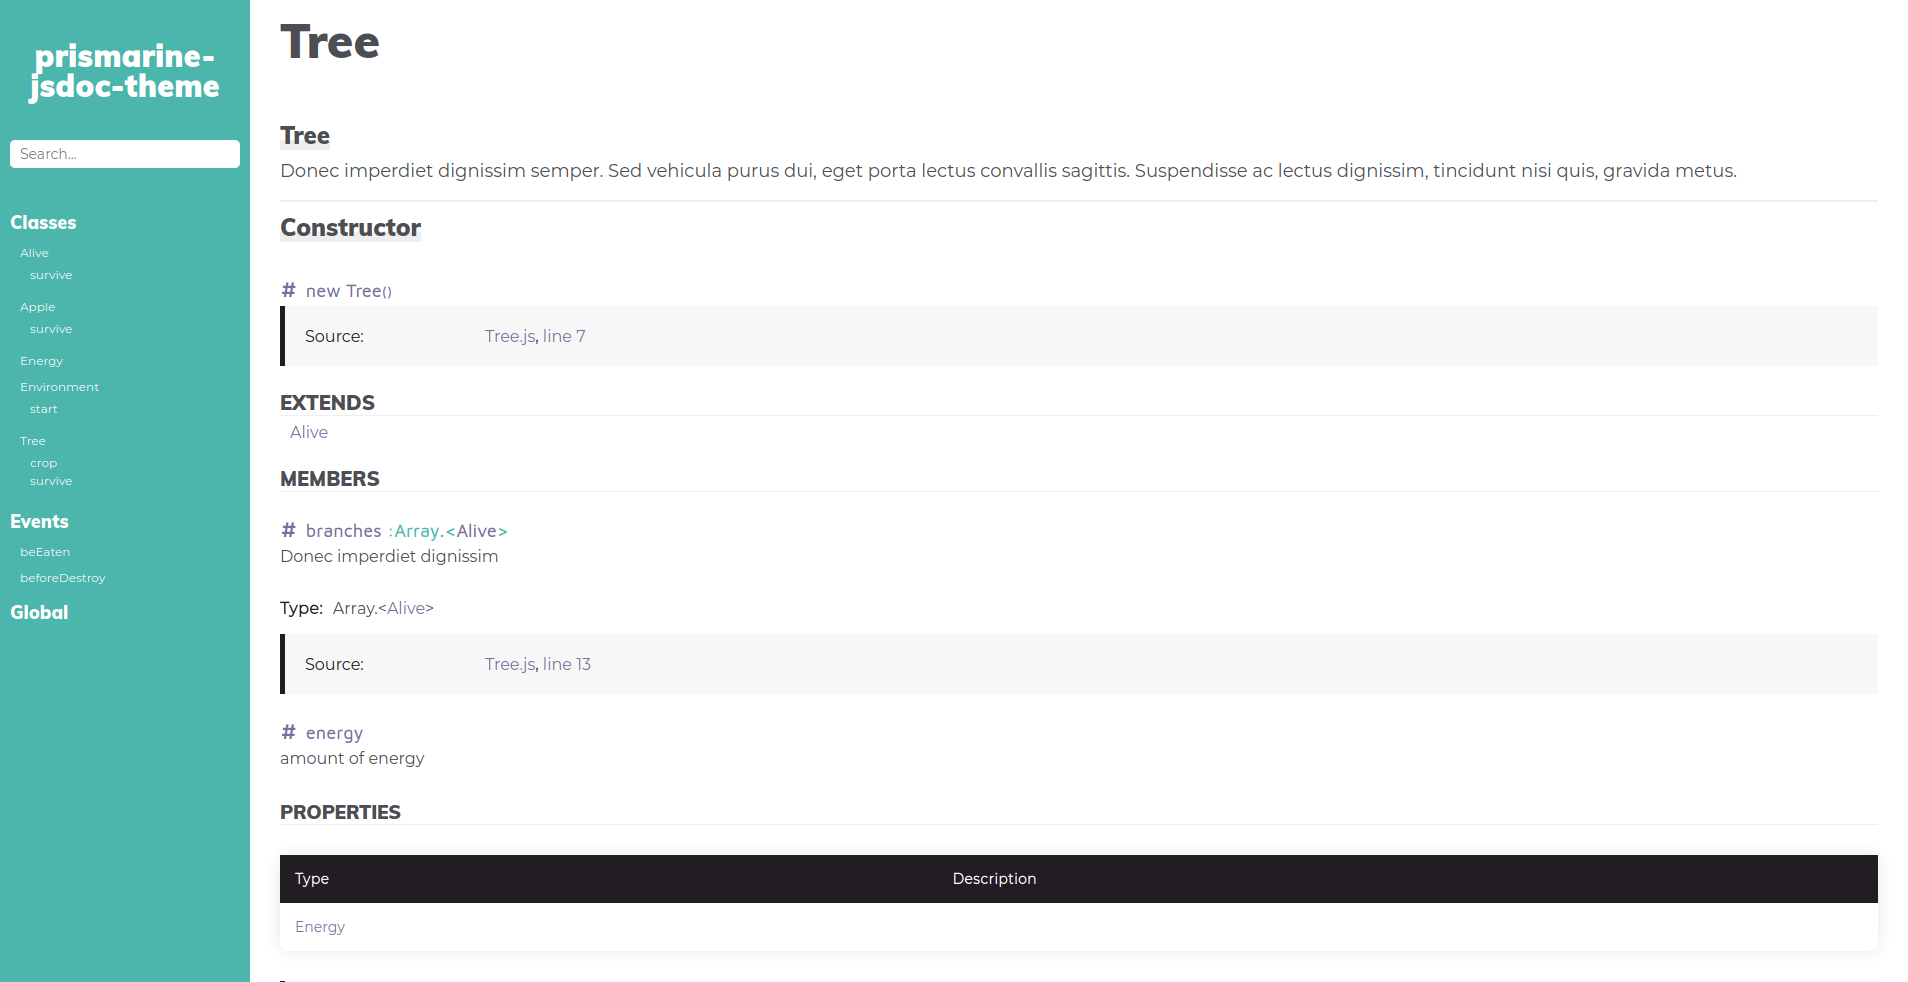 prismarine-
jsdoc-theme
Search...
Classes
Alive
survive
Apple
survive
Energy
Environment
start
Tree
crop
survive
Events
beEaten
beforeDestroy
Global
Tree
Tree
Donec imperdiet dignissim semper. Sed vehicula purus dui, eget porta lectus convallis sagittis. Suspendisse ac lectus dignissim, tincidunt nisi quis, gravida metus.
Constructor
# new Tree()
Source: Tree.js, line 7
EXTENDS
Alive
MEMBERS
# branches :Array.<Alive>
Donec imperdiet dignissim
Type: Array.<Alive>
Source: Tree.js, line 13
# energy
amount of energy
PROPERTIES
Type Description
Energy